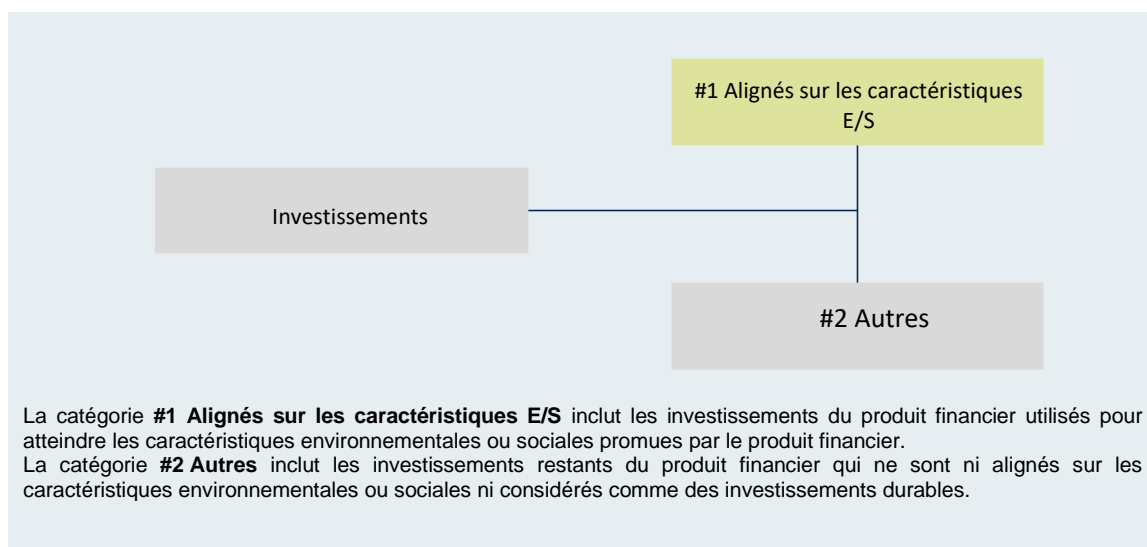 #1 Alignés sur les caractéristiques
E/S
Investissements
#2 Autres
La catégorie #1 Alignés sur les caractéristiques E/S inclut les investissements du produit financier utilisés pour
atteindre les caractéristiques environnementales ou sociales promues par le produit financier.
La catégorie #2 Autres inclut les investissements restants du produit financier qui ne sont ni alignés sur les
caractéristiques environnementales ou sociales ni considérés comme des investissements durables.